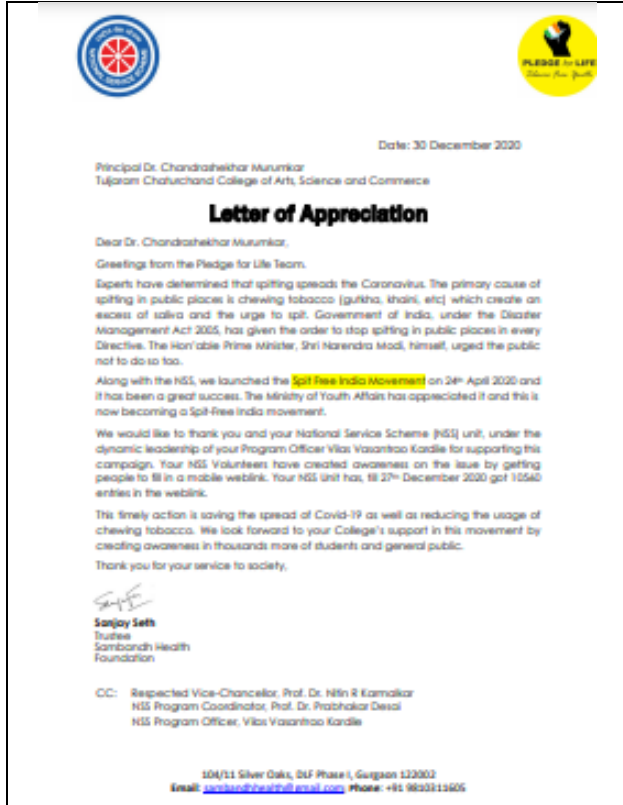 NATIONAL SERVICE SCHEME
PLEDGE for LIFE
Tobacco Free Youth
Date: 30 December 2020
Principal Dr. Chandrashekhar Murumkar
Tuljaram Chaturchand College of Arts, Science and Commerce
Letter of Appreciation
Dear Dr. Chandrashekhar Murumkar,
Greetings from the Pledge for Life Team.
Experts have determined that spitting spreads the Coronavirus. The primary cause of
spitting in public places is chewing tobacco (gutkha, khaini, etc) which create an
excess of saliva and the urge to spit. Government of India, under the Disaster
Management Act 2005, has given the order to stop spitting in public places in every
Directive. The Hon'able Prime Minister, Shri Narendra Modi, himself, urged the public
not to do so too.
Along with the NSS, we launched the Spit Free India Movement on 24th April 2020 and
it has been a great success. The Ministry of Youth Affairs has appreciated it and this is
now becoming a Spit-Free India movement.
We would like to thank you and your National Service Scheme (NSS) unit, under the
dynamic leadership of your Program Officer Vilas Vasantrao Kardile for supporting this
campaign. Your NSS Volunteers have created awareness on the issue by getting
people to fill in a mobile weblink. Your NSS Unit has, till 27th December 2020 got 10560
entries in the weblink.
This timely action is saving the spread of Covid-19 as well as reducing the usage of
chewing tobacco. We look forward to your College's support in this movement by
creating awareness in thousands more of students and general public.
Thank you for your service to society,
Sanjay Seth
Trustee
Sambandh Health
Foundation
CC: Respected Vice-Chancellor, Prof. Dr. Nitin R Karmalkar
NSS Program Coordinator, Prof. Dr. Prabhakar Desai
NSS Program Officer, Vilas Vasantrao Kardile
104/11 Silver Oaks, DLF Phase I, Gurgaon 122002
Email: sambandhhealth@gmail.com Phone: +91 9810311605